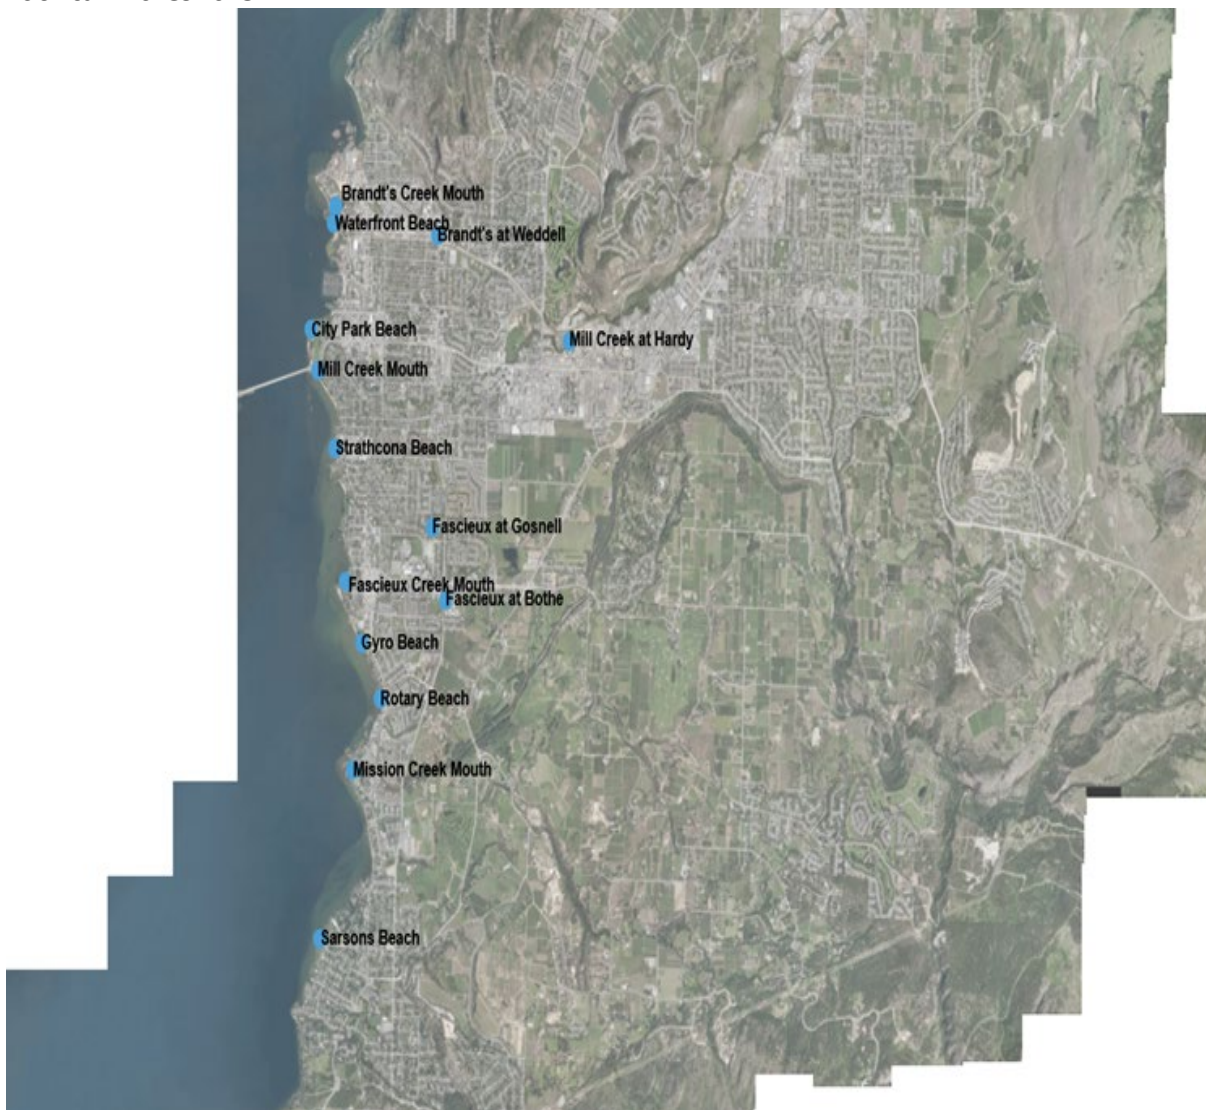 Brandt's Creek Mouth
Waterfront Beach
Brandt's at Weddell
City Park Beach
Mill Creek at Hardy
Mill Creek Mouth
Strathcona Beach
Fascieux at Gosnell
Fascieux Creek Mouth
Fascieux at Bothe
Gyro Beach
Rotary Beach
Mission Creek Mouth
Sarsons Beach